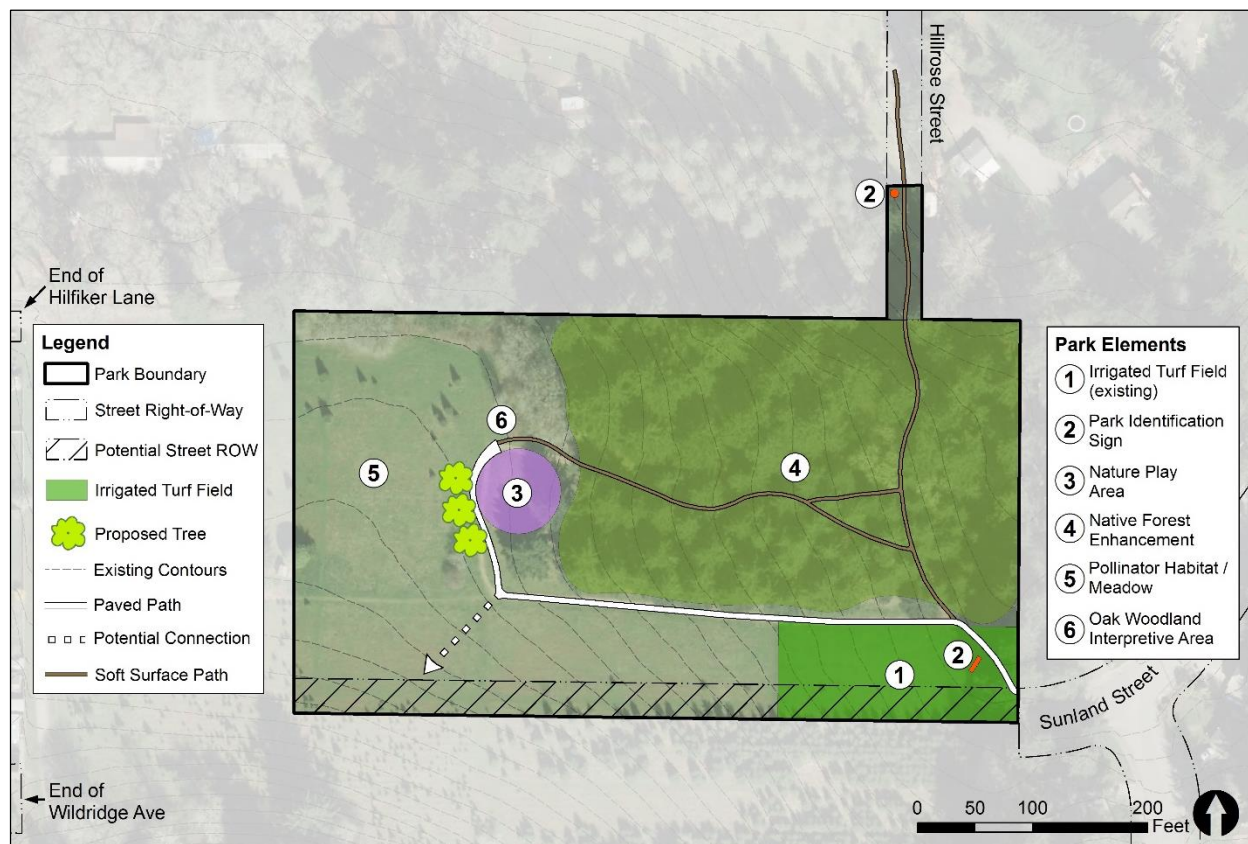 Hillrose Street
2
End of
Hilfiker Lane
Legend
Park Boundary
Street Right-of-Way
Potential Street ROW
Irrigated Turf Field
Proposed Tree
Existing Contours
Paved Path
Potential Connection
Soft Surface Path
6
5
3
4
2
1
Park Elements
1 Irrigated Turf Field
(existing)
2 Park Identification
Sign
3 Nature Play
Area
4 Native Forest
Enhancement
5 Pollinator Habitat /
Meadow
6 Oak Woodland
Interpretive Area
Sunland Street
End of
Wildridge Ave
0 50 100 200
Feet